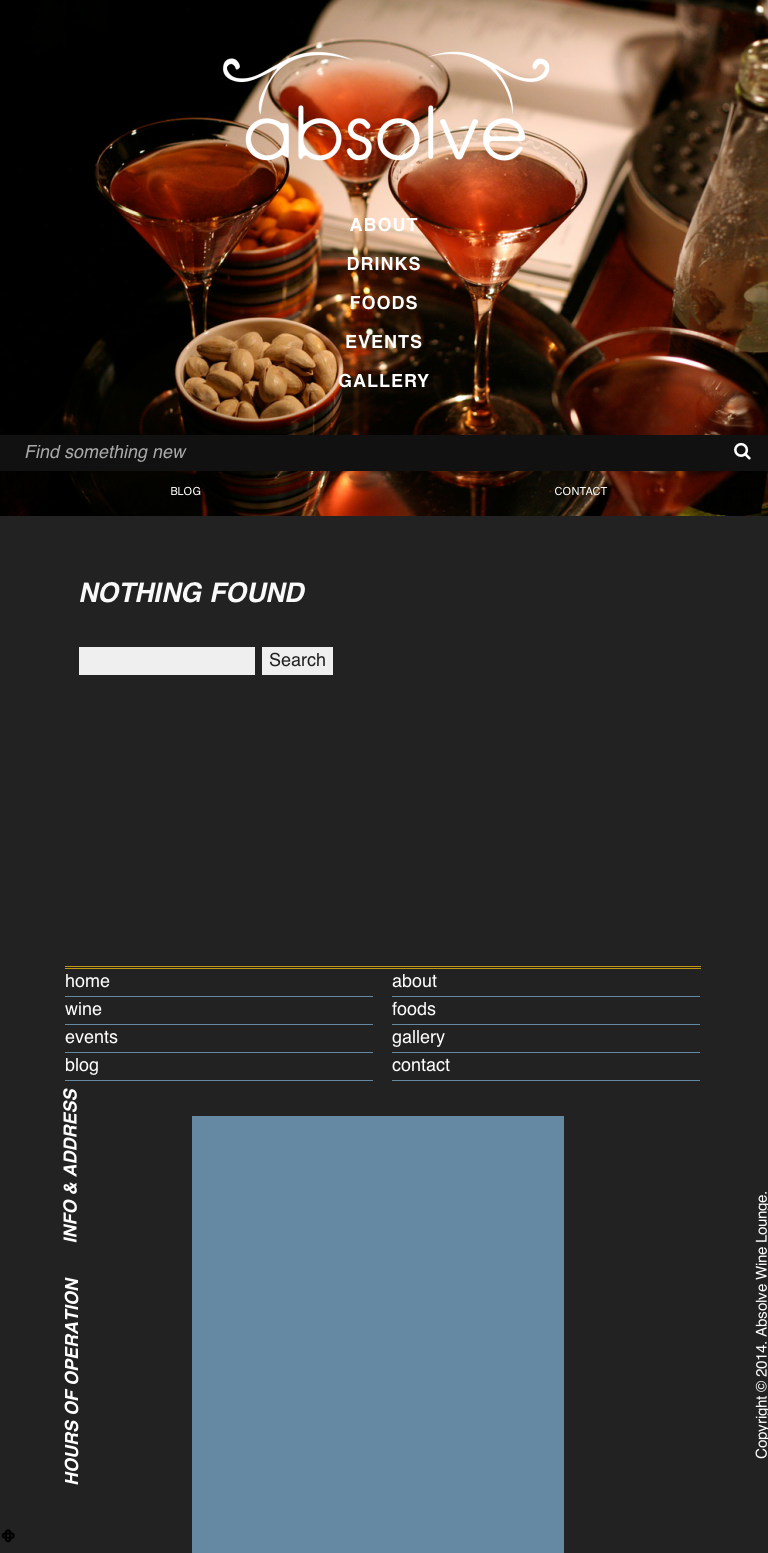 absolve
ABOUT
DRINKS
FOODS
EVENTS
GALLERY
Find something new
BLOG
CONTACT
NOTHING FOUND
Search
home
about
wine
foods
events
gallery
blog
contact
INFO & ADDRESS
HOURS OF OPERATION
Copyright © 2014. Absolve Wine Lounge.